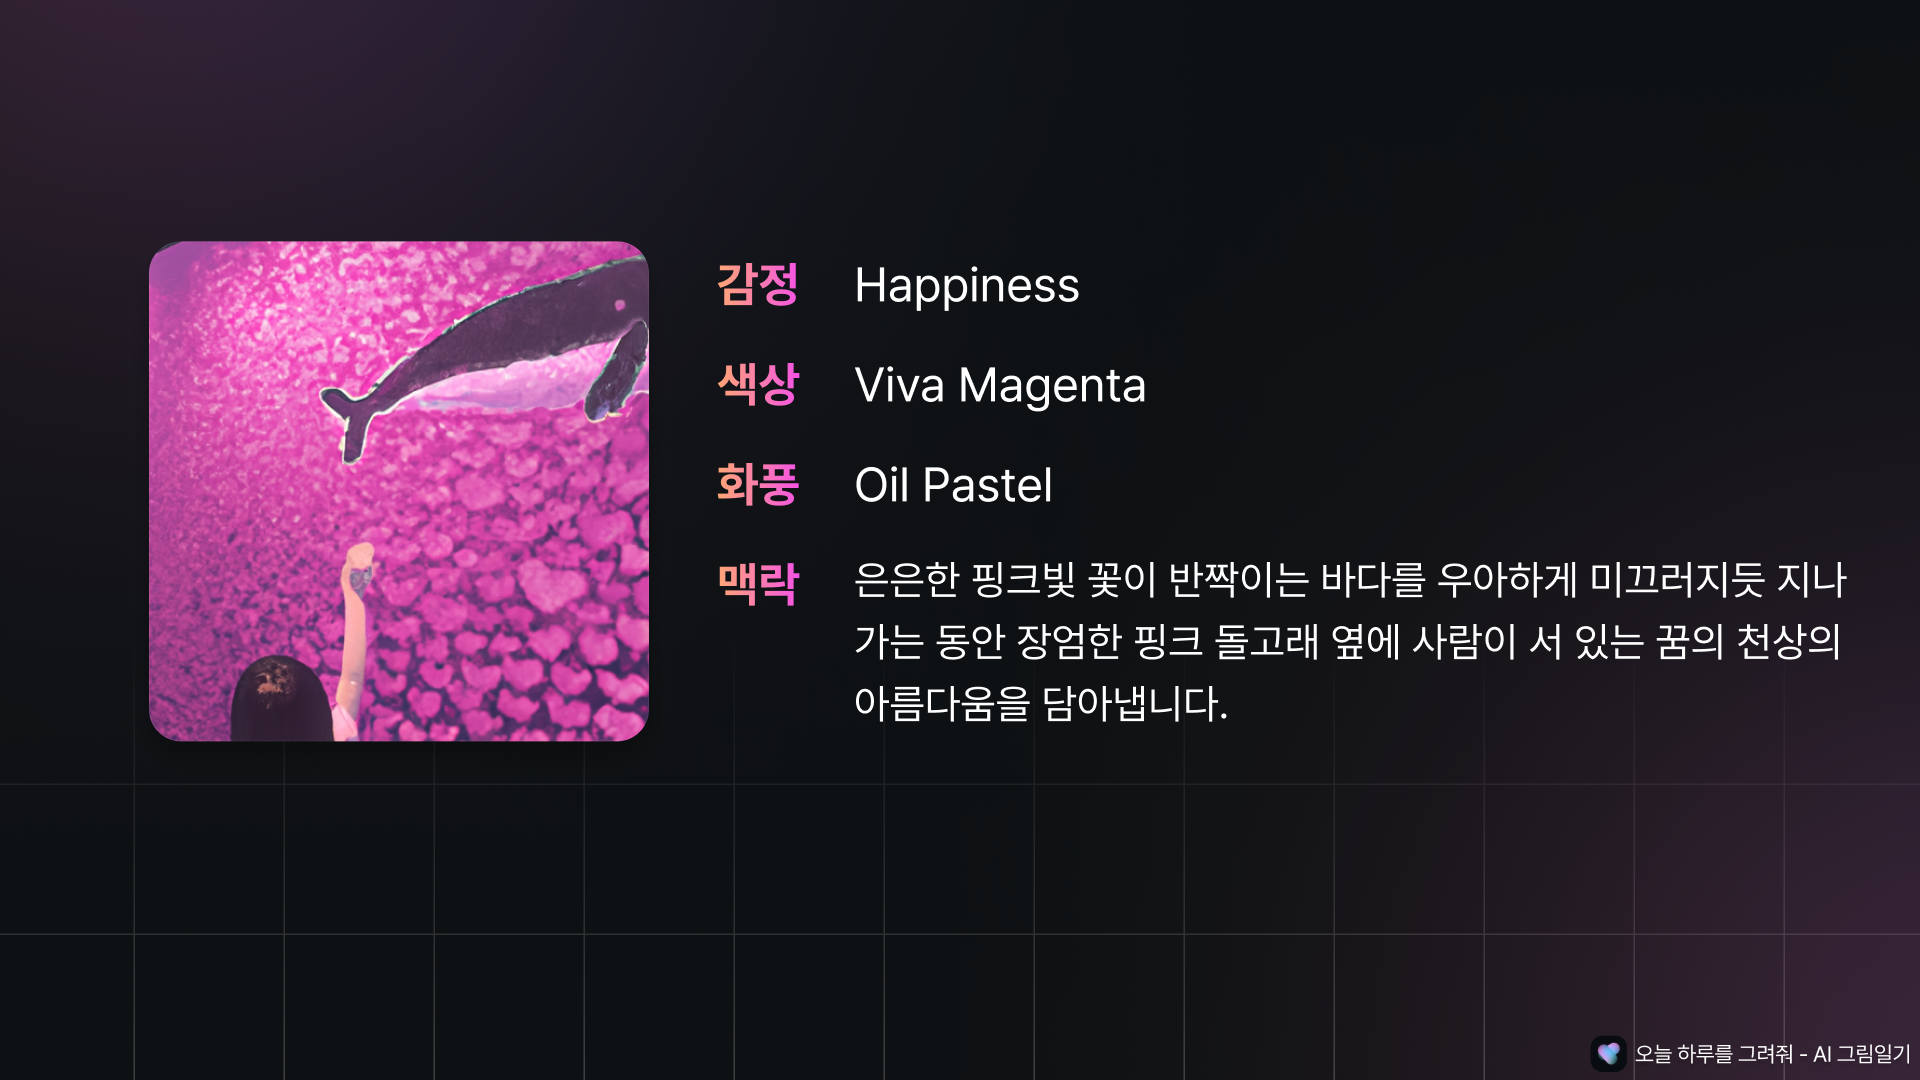 감정 Happiness
색상 Viva Magenta
화풍 Oil Pastel
맥락 은은한 핑크빛 꽃이 반짝이는 바다를 우아하게 미끄러지듯 지나
가는 동안 장엄한 핑크 돌고래 옆에 사람이 서 있는 꿈의 천상의
아름다움을 담아냅니다.
오늘 하루를 그려줘 - AI 그림일기